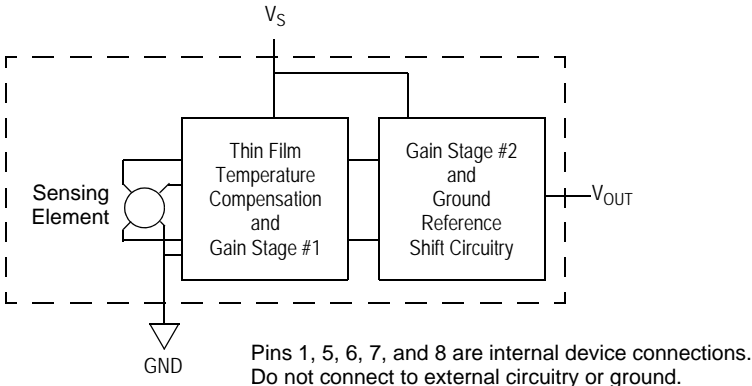 V_S
Thin Film
Temperature
Compensation
and
Gain Stage #1
Gain Stage #2
and
Ground
Reference
Shift Circuitry
Sensing
Element
V_OUT
GND
Pins 1, 5, 6, 7, and 8 are internal device connections.
Do not connect to external circuitry or ground.